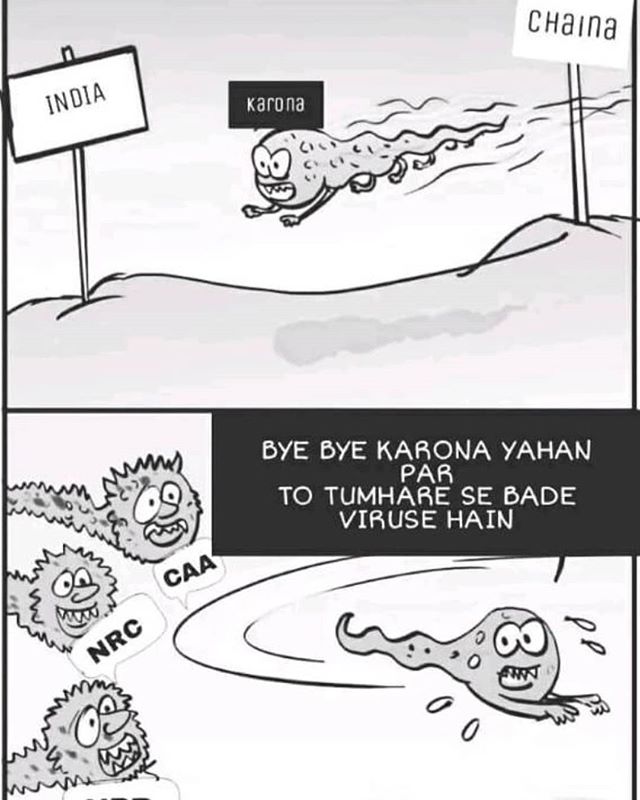 CHaina
INDIA
Karona
BYE BYE KARONA YAHAN
PAR
TO TUMHARE SE BADE
VIRUSE HAIN
CAA
NRC